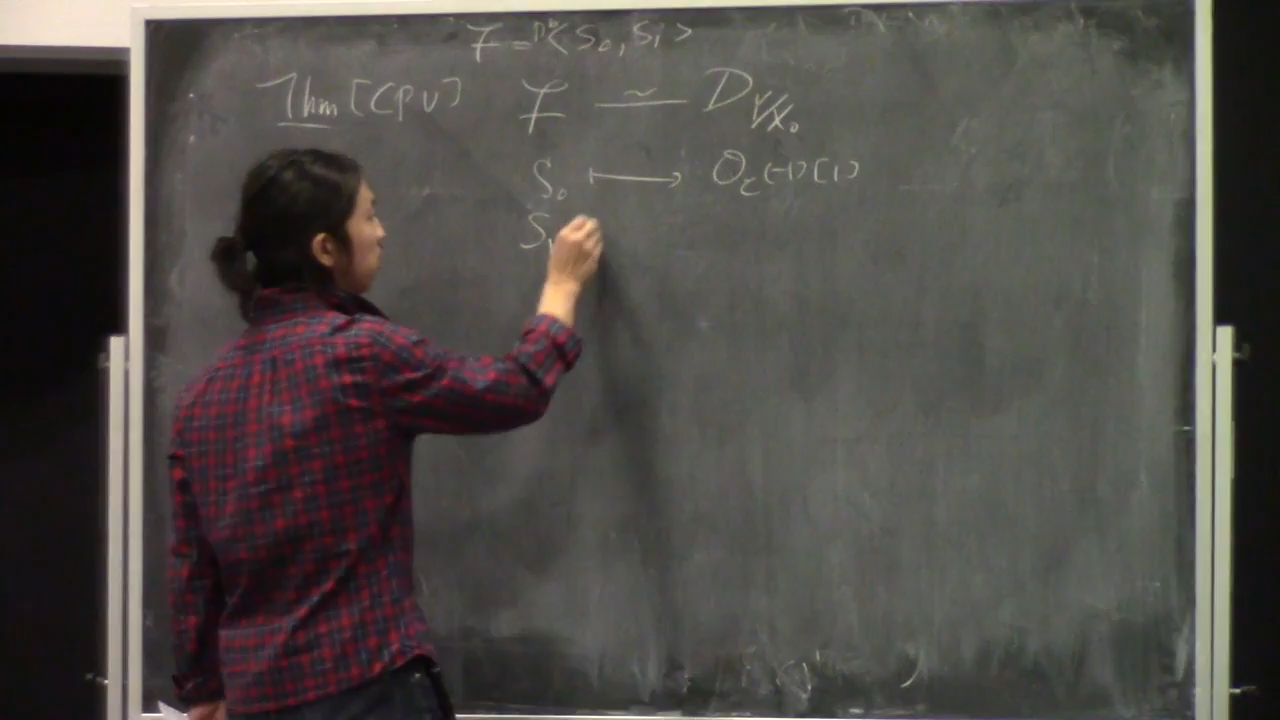 𝓕 = Dᵇ⟨S₀, S₁⟩
Thm [CPU] 𝓕 ≃ D_{Y/X₀}
S₀ ⟼ O_C(-1)[1]
S₁